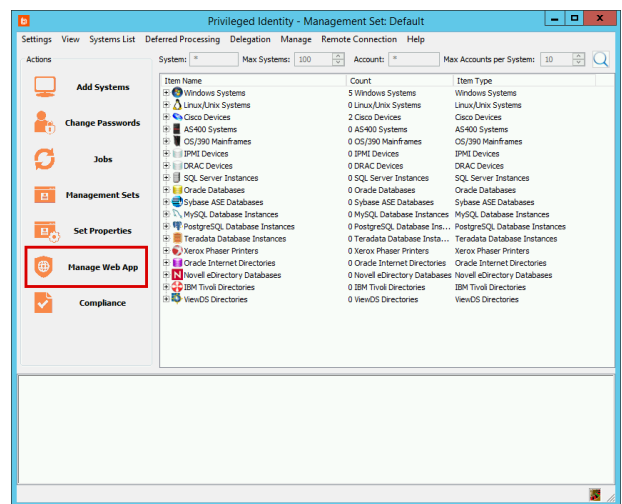 Privileged Identity - Management Set: Default
Settings View Systems List Deferred Processing Delegation Manage Remote Connection Help
Actions System: * Max Systems: 100 Account: * Max Accounts per System: 10
Add Systems
Change Passwords
Jobs
Management Sets
Set Properties
Manage Web App
Compliance
Item Name Count Item Type
Windows Systems 5 Windows Systems Windows Systems
Linux/Unix Systems 0 Linux/Unix Systems Linux/Unix Systems
Cisco Devices 2 Cisco Devices Cisco Devices
AS400 Systems 0 AS400 Systems AS400 Systems
OS/390 Mainframes 0 OS/390 Mainframes OS/390 Mainframes
IPMI Devices 0 IPMI Devices IPMI Devices
DRAC Devices 0 DRAC Devices DRAC Devices
SQL Server Instances 0 SQL Server Instances SQL Server Instances
Oracle Databases 0 Oracle Databases Oracle Databases
Sybase ASE Databases 0 Sybase ASE Databases Sybase ASE Databases
MySQL Database Instances 0 MySQL Database Instances MySQL Database Instances
PostgreSQL Database Instances 0 PostgreSQL Database Ins... PostgreSQL Database Instances
Teradata Database Instances 0 Teradata Database Insta... Teradata Database Instances
Xerox Phaser Printers 0 Xerox Phaser Printers Xerox Phaser Printers
Oracle Internet Directories 0 Oracle Internet Directories Oracle Internet Directories
Novell eDirectory Databases 0 Novell eDirectory Databases Novell eDirectory Databases
IBM Tivoli Directories 0 IBM Tivoli Directories IBM Tivoli Directories
ViewDS Directories 0 ViewDS Directories ViewDS Directories